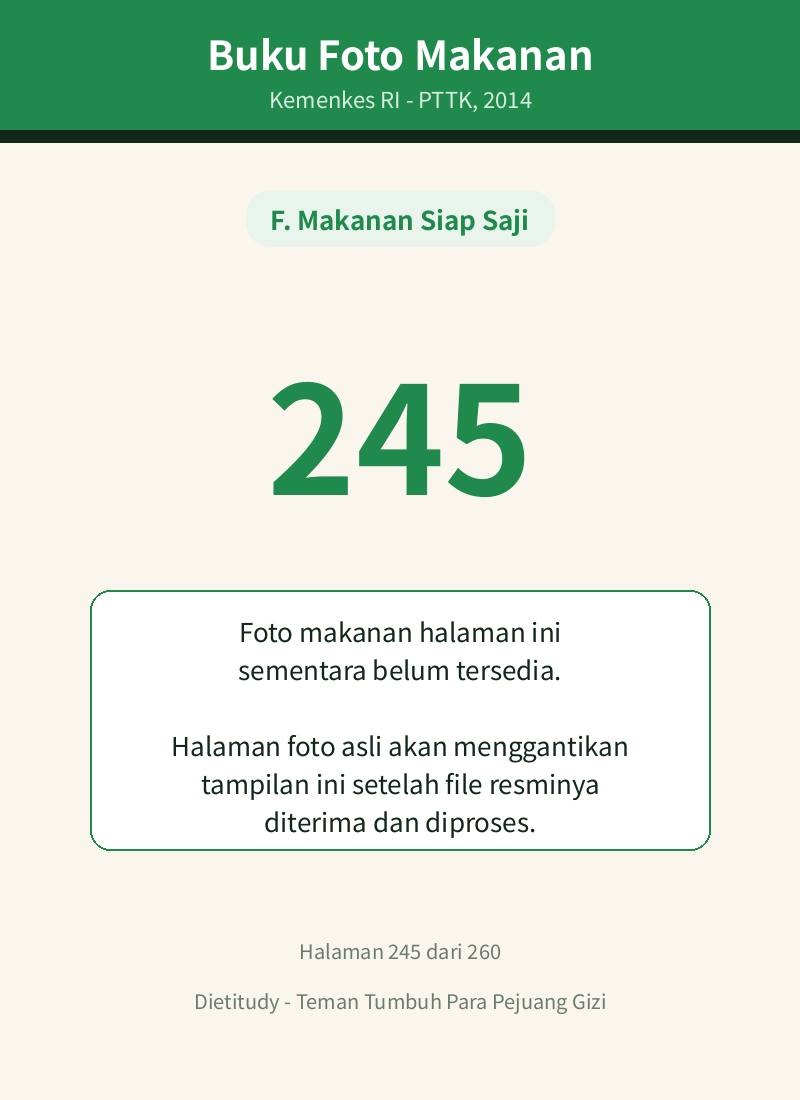 Buku Foto Makanan
Kemenkes RI - PTTK, 2014
F. Makanan Siap Saji
245
Foto makanan halaman ini
sementara belum tersedia.
Halaman foto asli akan menggantikan
tampilan ini setelah file resminya
diterima dan diproses.
Halaman 245 dari 260
Dietitudy - Teman Tumbuh Para Pejuang Gizi